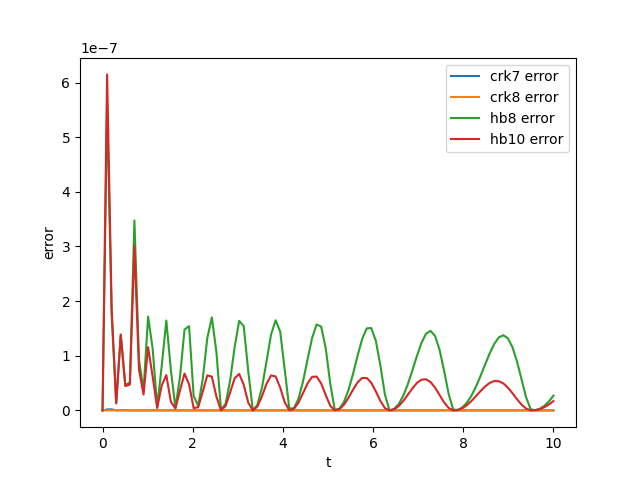 1e−7
6
5
4
3
2
1
0
error
0 2 4 6 8 10
t
crk7 error
crk8 error
hb8 error
hb10 error